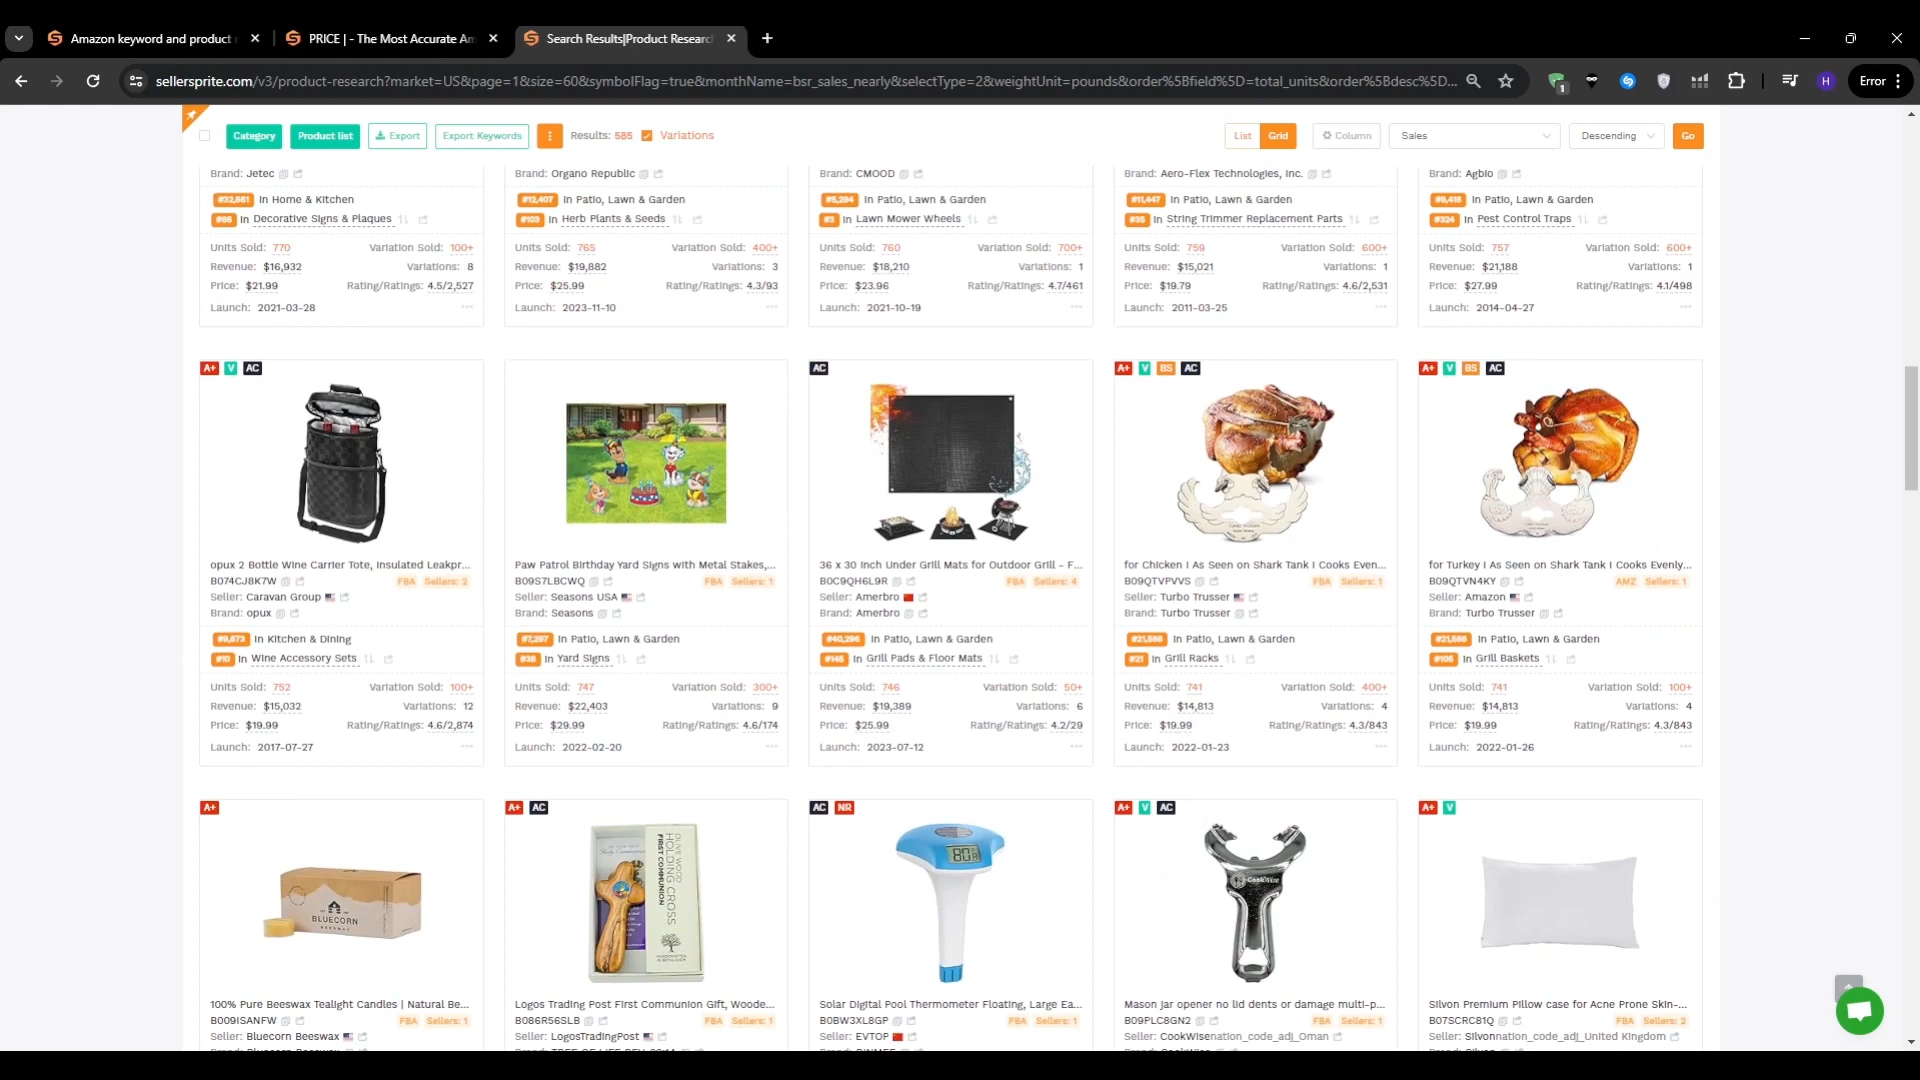 Amazon keyword and product
PRICE | - The Most Accurate Am
Search Results|Product Researc
sellersprite.com/v3/product-research?market=US&page=1&size=60&symbolFlag=true&monthName=bsr_sales_nearly&selectType=2&weightUnit=pounds&order%5Bfield%5D=total_units&order%5Bdesc%5D...
1
H
Error
Category
Product list
Export
Export Keywords
Results: 585
Variations
List
Grid
Column
Sales
Descending
Go
Brand: Jetec
#32,661 In Home & Kitchen
#66 In Decorative Signs & Plaques
Units Sold: 770 Variation Sold: 100+
Revenue: $16,932 Variations: 8
Price: $21.99 Rating/Ratings: 4.5/2,527
Launch: 2021-03-28
Brand: Organo Republic
#12,407 In Patio, Lawn & Garden
#103 In Herb Plants & Seeds
Units Sold: 765 Variation Sold: 400+
Revenue: $19,882 Variations: 3
Price: $25.99 Rating/Ratings: 4.3/93
Launch: 2023-11-10
Brand: CMOOD
#5,294 In Patio, Lawn & Garden
#3 In Lawn Mower Wheels
Units Sold: 760 Variation Sold: 700+
Revenue: $18,210 Variations: 1
Price: $23.96 Rating/Ratings: 4.7/461
Launch: 2021-10-19
Brand: Aero-Flex Technologies, Inc.
#11,447 In Patio, Lawn & Garden
#35 In String Trimmer Replacement Parts
Units Sold: 759 Variation Sold: 600+
Revenue: $15,021 Variations: 1
Price: $19.79 Rating/Ratings: 4.6/2,531
Launch: 2011-03-25
Brand: Agbio
#9,418 In Patio, Lawn & Garden
#324 In Pest Control Traps
Units Sold: 757 Variation Sold: 600+
Revenue: $21,188 Variations: 1
Price: $27.99 Rating/Ratings: 4.1/498
Launch: 2014-04-27
A+ V AC
opux 2 Bottle Wine Carrier Tote, Insulated Leakpr...
B074CJ8K7W FBA Sellers: 2
Seller: Caravan Group
Brand: opux
#9,873 In Kitchen & Dining
#10 In Wine Accessory Sets
Units Sold: 752 Variation Sold: 100+
Revenue: $15,032 Variations: 12
Price: $19.99 Rating/Ratings: 4.6/2,874
Launch: 2017-07-27
Paw Patrol Birthday Yard Signs with Metal Stakes,...
B09S7LBCWQ FBA Sellers: 1
Seller: Seasons USA
Brand: Seasons
#7,297 In Patio, Lawn & Garden
#38 In Yard Signs
Units Sold: 747 Variation Sold: 300+
Revenue: $22,403 Variations: 9
Price: $29.99 Rating/Ratings: 4.6/174
Launch: 2022-02-20
AC
36 x 30 Inch Under Grill Mats for Outdoor Grill - F...
B0C9QH6L9R FBA Sellers: 4
Seller: Amerbro
Brand: Amerbro
#40,296 In Patio, Lawn & Garden
#145 In Grill Pads & Floor Mats
Units Sold: 746 Variation Sold: 50+
Revenue: $19,389 Variations: 6
Price: $25.99 Rating/Ratings: 4.2/29
Launch: 2023-07-12
A+ V BS AC
for Chicken I As Seen on Shark Tank I Cooks Even...
B09QTVPVVS FBA Sellers: 1
Seller: Turbo Trusser
Brand: Turbo Trusser
#21,588 In Patio, Lawn & Garden
#21 In Grill Racks
Units Sold: 741 Variation Sold: 400+
Revenue: $14,813 Variations: 4
Price: $19.99 Rating/Ratings: 4.3/843
Launch: 2022-01-23
A+ V BS AC
for Turkey I As Seen on Shark Tank I Cooks Evenly...
B09QTVN4KY AMZ Sellers: 1
Seller: Amazon
Brand: Turbo Trusser
#21,588 In Patio, Lawn & Garden
#105 In Grill Baskets
Units Sold: 741 Variation Sold: 100+
Revenue: $14,813 Variations: 4
Price: $19.99 Rating/Ratings: 4.3/843
Launch: 2022-01-26
A+
BLUECORN
BEESWAX
100% Pure Beeswax Tealight Candles | Natural Be...
B009ISANFW FBA Sellers: 1
Seller: Bluecorn Beeswax
A+ AC
OLIVE WOOD
HOLDING CROSS
FIRST COMMUNION
Logos Trading Post First Communion Gift, Woode...
B086R56SLB FBA Sellers: 1
Seller: LogosTradingPost
AC NR
80
Solar Digital Pool Thermometer Floating, Large Ea...
B0BW3XL8GP FBA Sellers: 1
Seller: EVTOP
A+ V AC
CookWise
Mason jar opener no lid dents or damage multi-p...
B09PLC8GN2 FBA Sellers: 1
Seller: CookWisenation_code_adj_Oman
A+ V
Silvon Premium Pillow case for Acne Prone Skin-...
B07SCRC81Q FBA Sellers: 2
Seller: Silvonnation_code_adj_United Kingdom